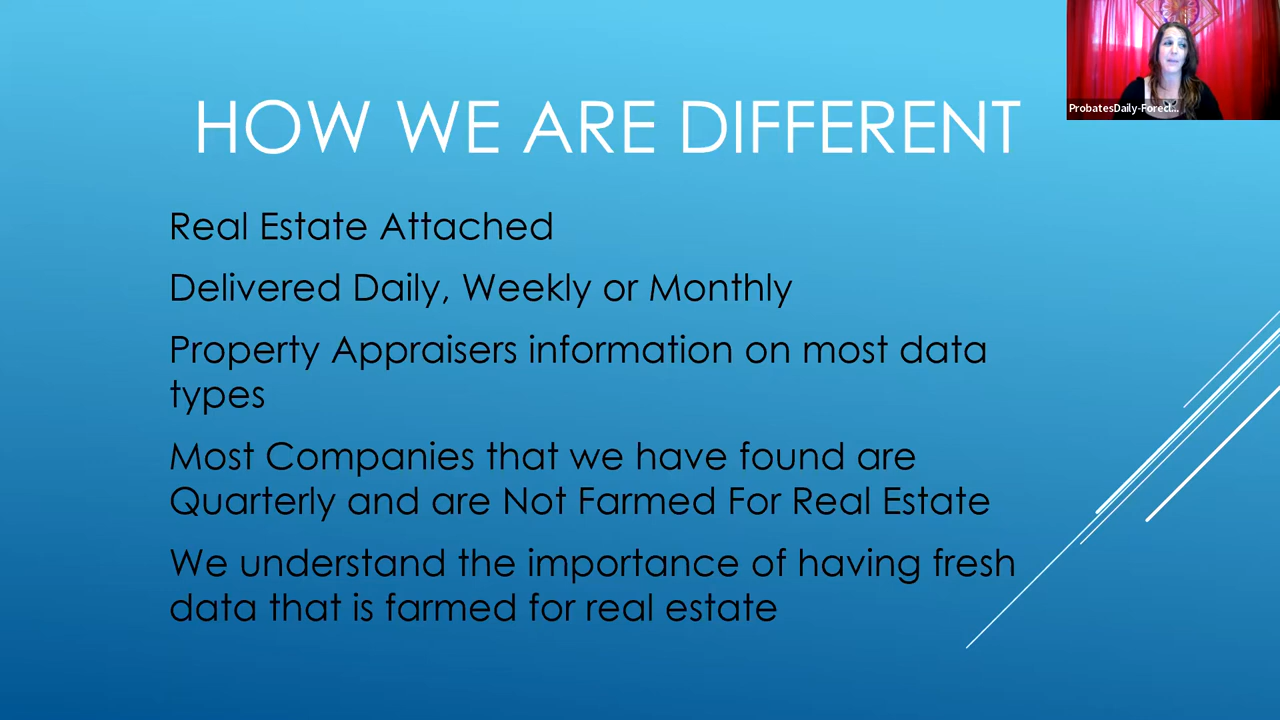 HOW WE ARE DIFFERENT
ProbatesDaily-Forecl...
Real Estate Attached
Delivered Daily, Weekly or Monthly
Property Appraisers information on most data
types
Most Companies that we have found are
Quarterly and are Not Farmed For Real Estate
We understand the importance of having fresh
data that is farmed for real estate